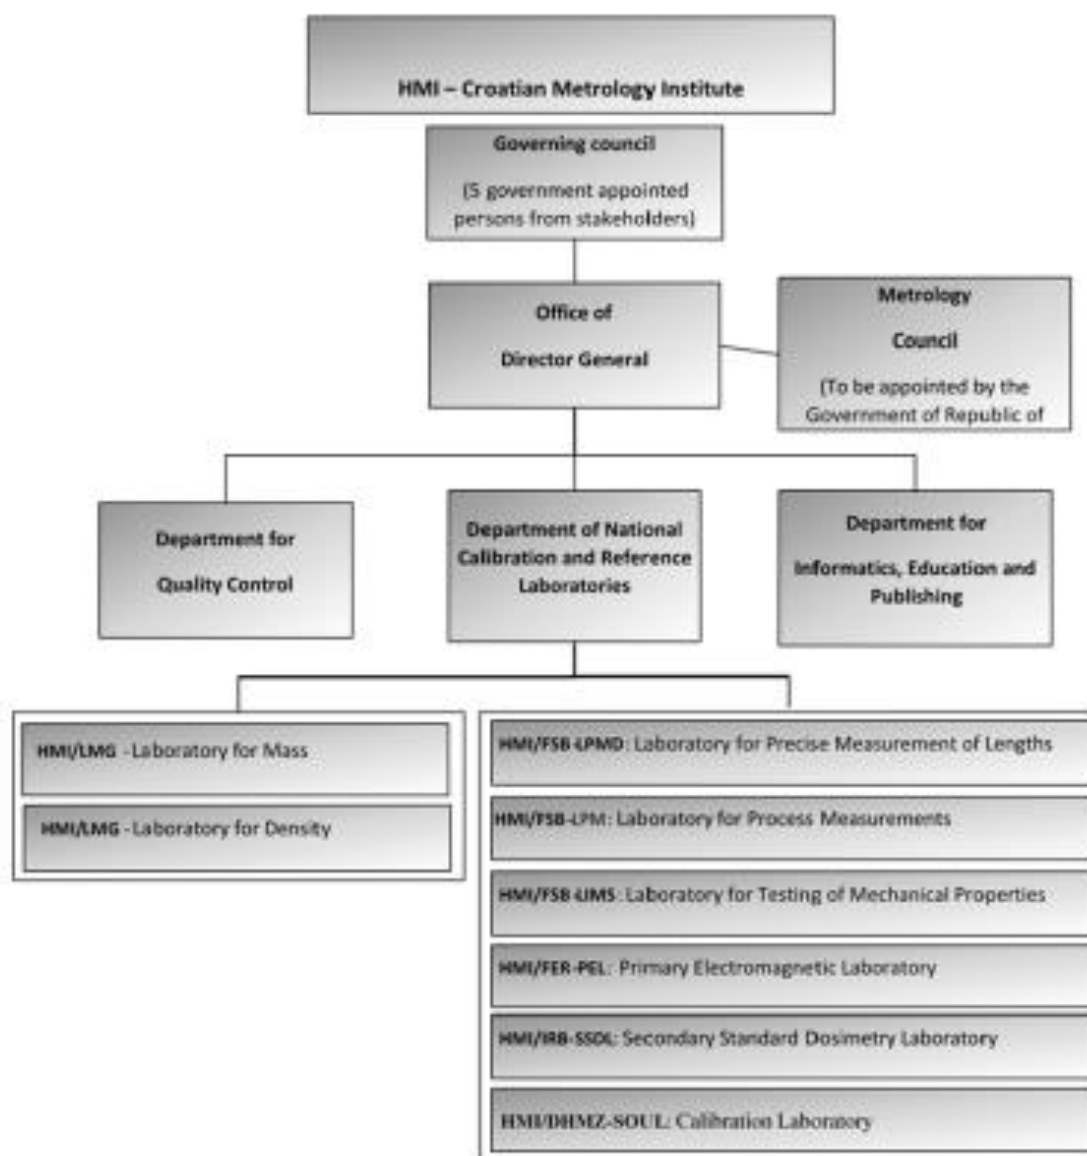 HMI – Croatian Metrology Institute
Governing council
(5 government appointed
persons from stakeholders)
Office of
Director General
Metrology
Council
(To be appointed by the
Government of Republic of
Department for
Quality Control
Department of National
Calibration and Reference
Laboratories
Department for
Informatics, Education and
Publishing
HMI/LMG - Laboratory for Mass
HMI/LMG - Laboratory for Density
HMI/FSB-LPMD: Laboratory for Precise Measurement of Lengths
HMI/FSB-LPM: Laboratory for Process Measurements
HMI/FSB-LIMS: Laboratory for Testing of Mechanical Properties
HMI/FER-PEL: Primary Electromagnetic Laboratory
HMI/IRB-SSDL: Secondary Standard Dosimetry Laboratory
HMI/DHMZ-SOUL: Calibration Laboratory